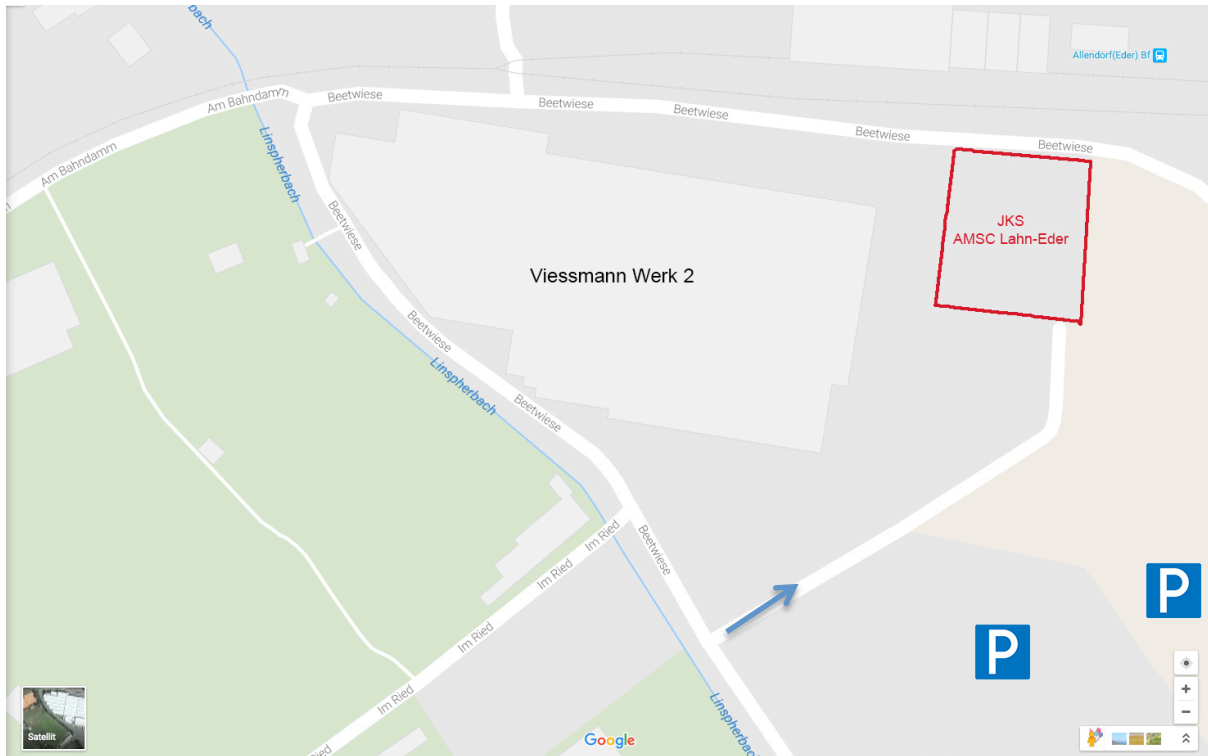 Allendorf(Eder) Bf
Am Bahndamm
Beetwiese
Beetwiese
Beetwiese
Beetwiese
Beetwiese
Linspherbach
Am Bahndamm
Beetwiese
JKS
AMSC Lahn-Eder
Viessmann Werk 2
Beetwiese
Linspherbach
Beetwiese
Im Ried
Beetwiese
Im Ried
P
Im Ried
P
Im Ried
Linspherbach
Satellit
Google